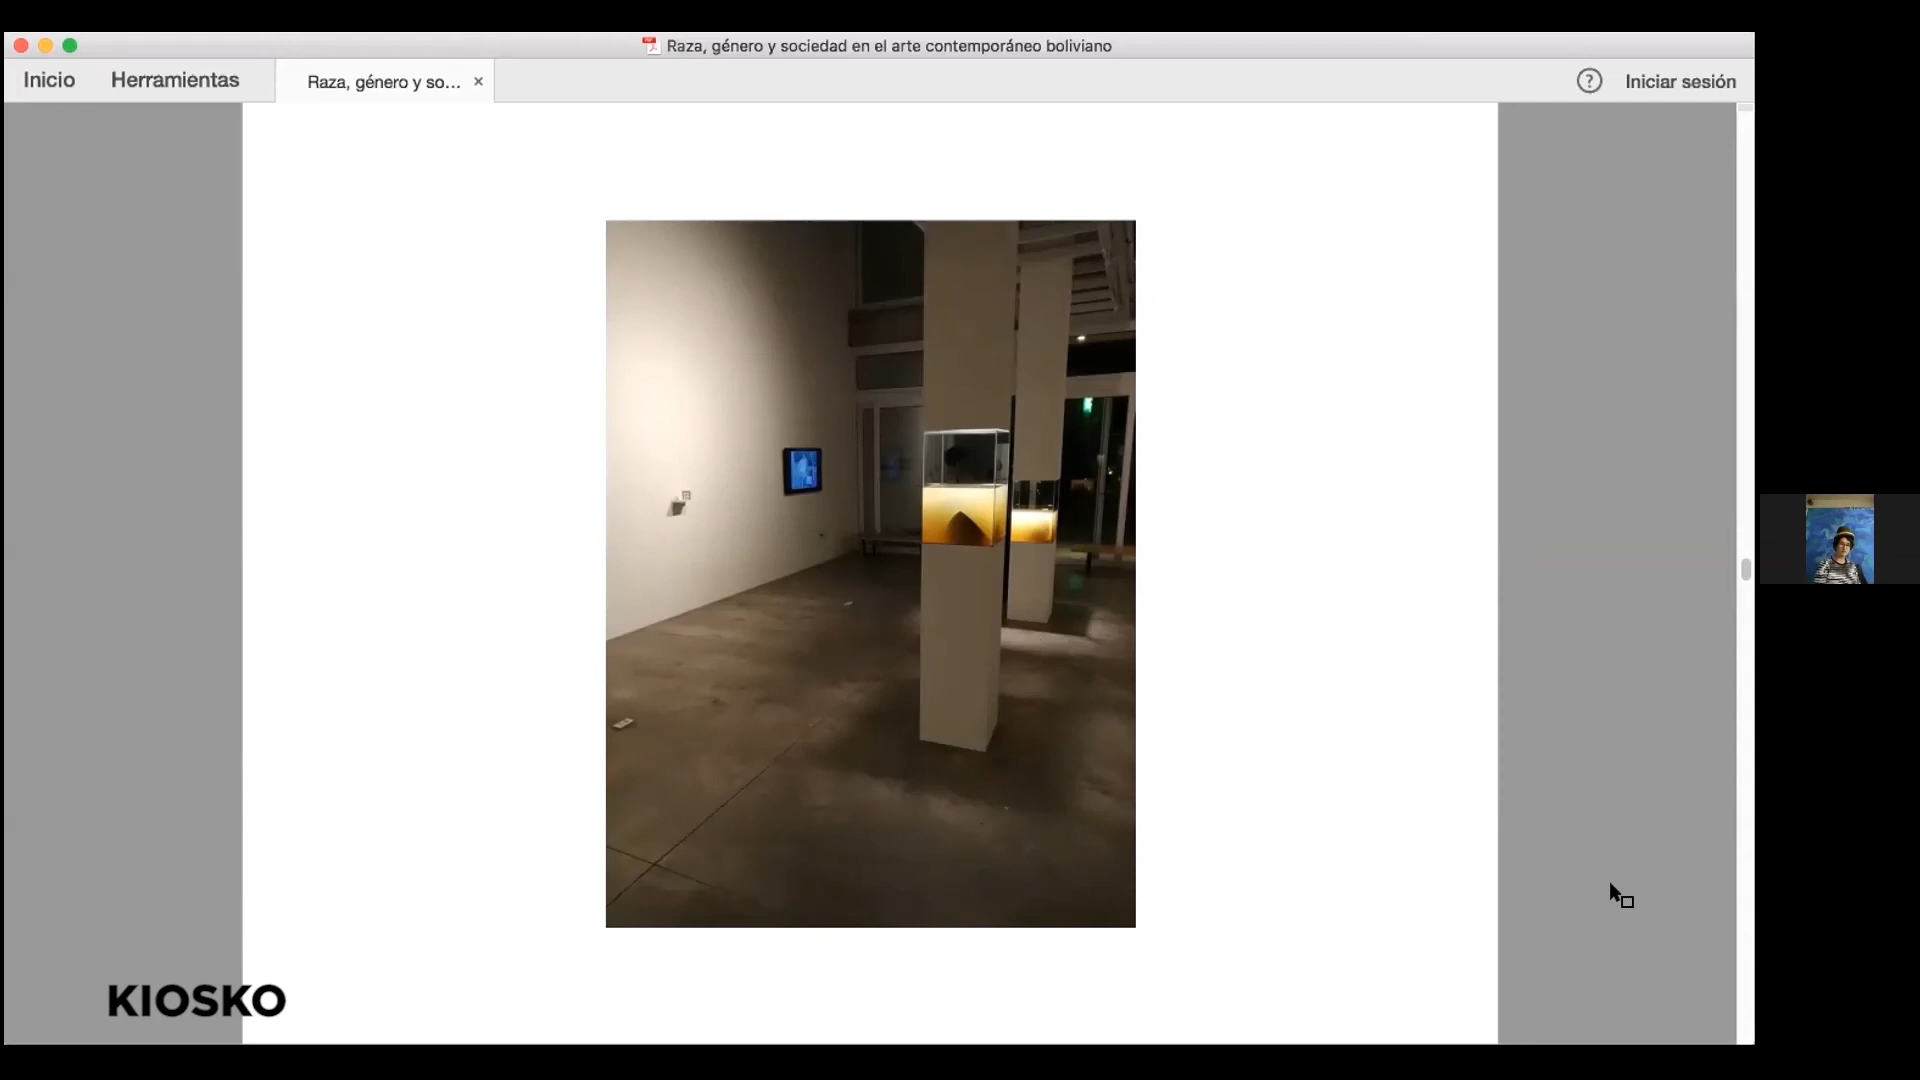 Raza, género y sociedad en el arte contemporáneo boliviano
Inicio Herramientas Raza, género y so... × ? Iniciar sesión
KIOSKO